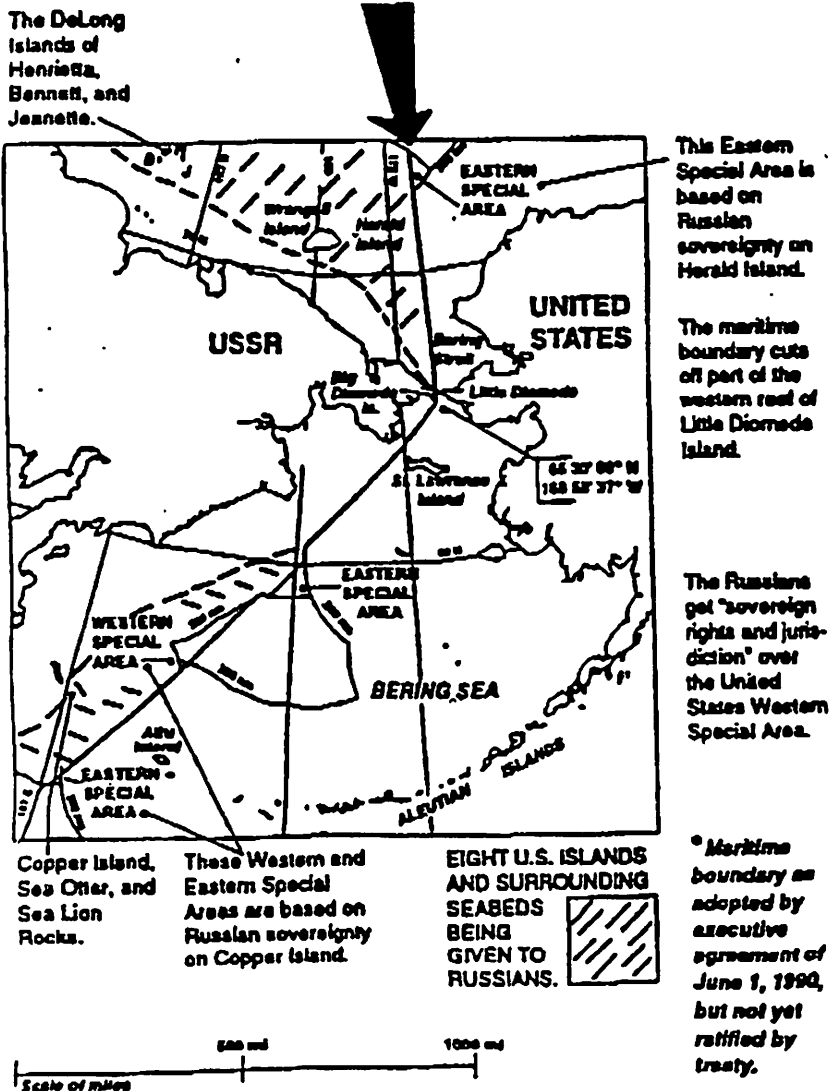 The DeLong
Islands of
Henrietta,
Bennett, and
Jeanette.
EASTERN
SPECIAL
AREA
This Eastern
Special Area is
based on
Russian
sovereignty on
Herald Island.
Wrangell
Island
Herald
Island
USSR
UNITED
STATES
Bering
Strait
The maritime
boundary cuts
off part of the
western reef of
Little Diomede
Island.
Big
Diomede
Is.
Little Diomede
St. Lawrence
Island
EASTERN
SPECIAL
AREA
WESTERN
SPECIAL
AREA
The Russians
get "sovereign
rights and juris-
diction" over
the United
States Western
Special Area.
BERING SEA
Attu
Island
EASTERN
SPECIAL
AREA
ALEUTIAN ISLANDS
Copper Island,
Sea Otter, and
Sea Lion
Rocks.
These Western and
Eastern Special
Areas are based on
Russian sovereignty
on Copper Island.
EIGHT U.S. ISLANDS
AND SURROUNDING
SEABEDS
BEING
GIVEN TO
RUSSIANS.
*Maritime
boundary as
adopted by
executive
agreement of
June 1, 1990,
but not yet
ratified by
treaty.
500 mi
1000 mi
Scale of miles